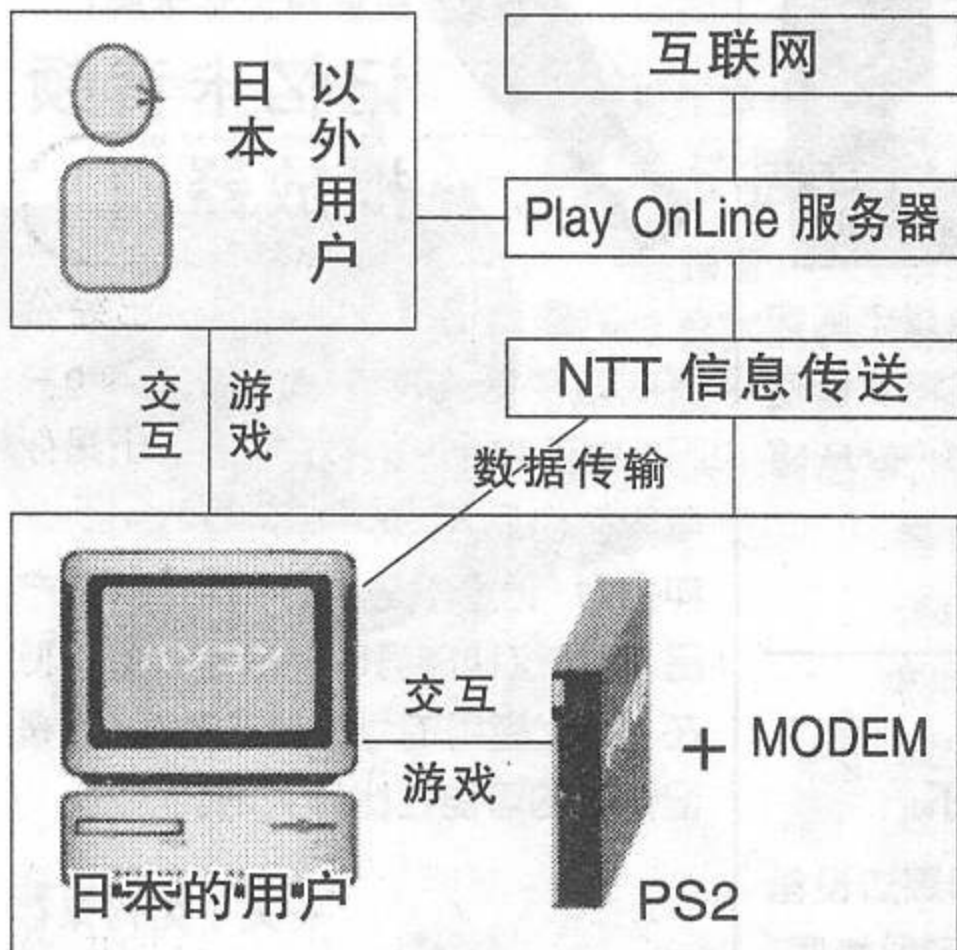 日本
以外用户
互联网
Play OnLine 服务器
NTT 信息传送
交互
游戏
数据传输
交互
游戏
+ MODEM
日本的用户
PS2